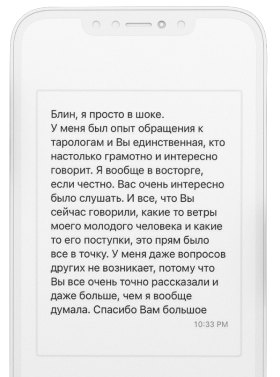 Блин, я просто в шоке.
У меня был опыт обращения к
тарологам и Вы единственная, кто
настолько грамотно и интересно
говорит. Я вообще в восторге,
если честно. Вас очень интересно
было слушать. И все, что Вы
сейчас говорили, какие то ветры
моего молодого человека и какие
то его поступки, это прям было
все в точку. У меня даже вопросов
других не возникает, потому что
Вы все очень точно рассказали и
даже больше, чем я вообще
думала. Спасибо Вам большое
10:33 PM